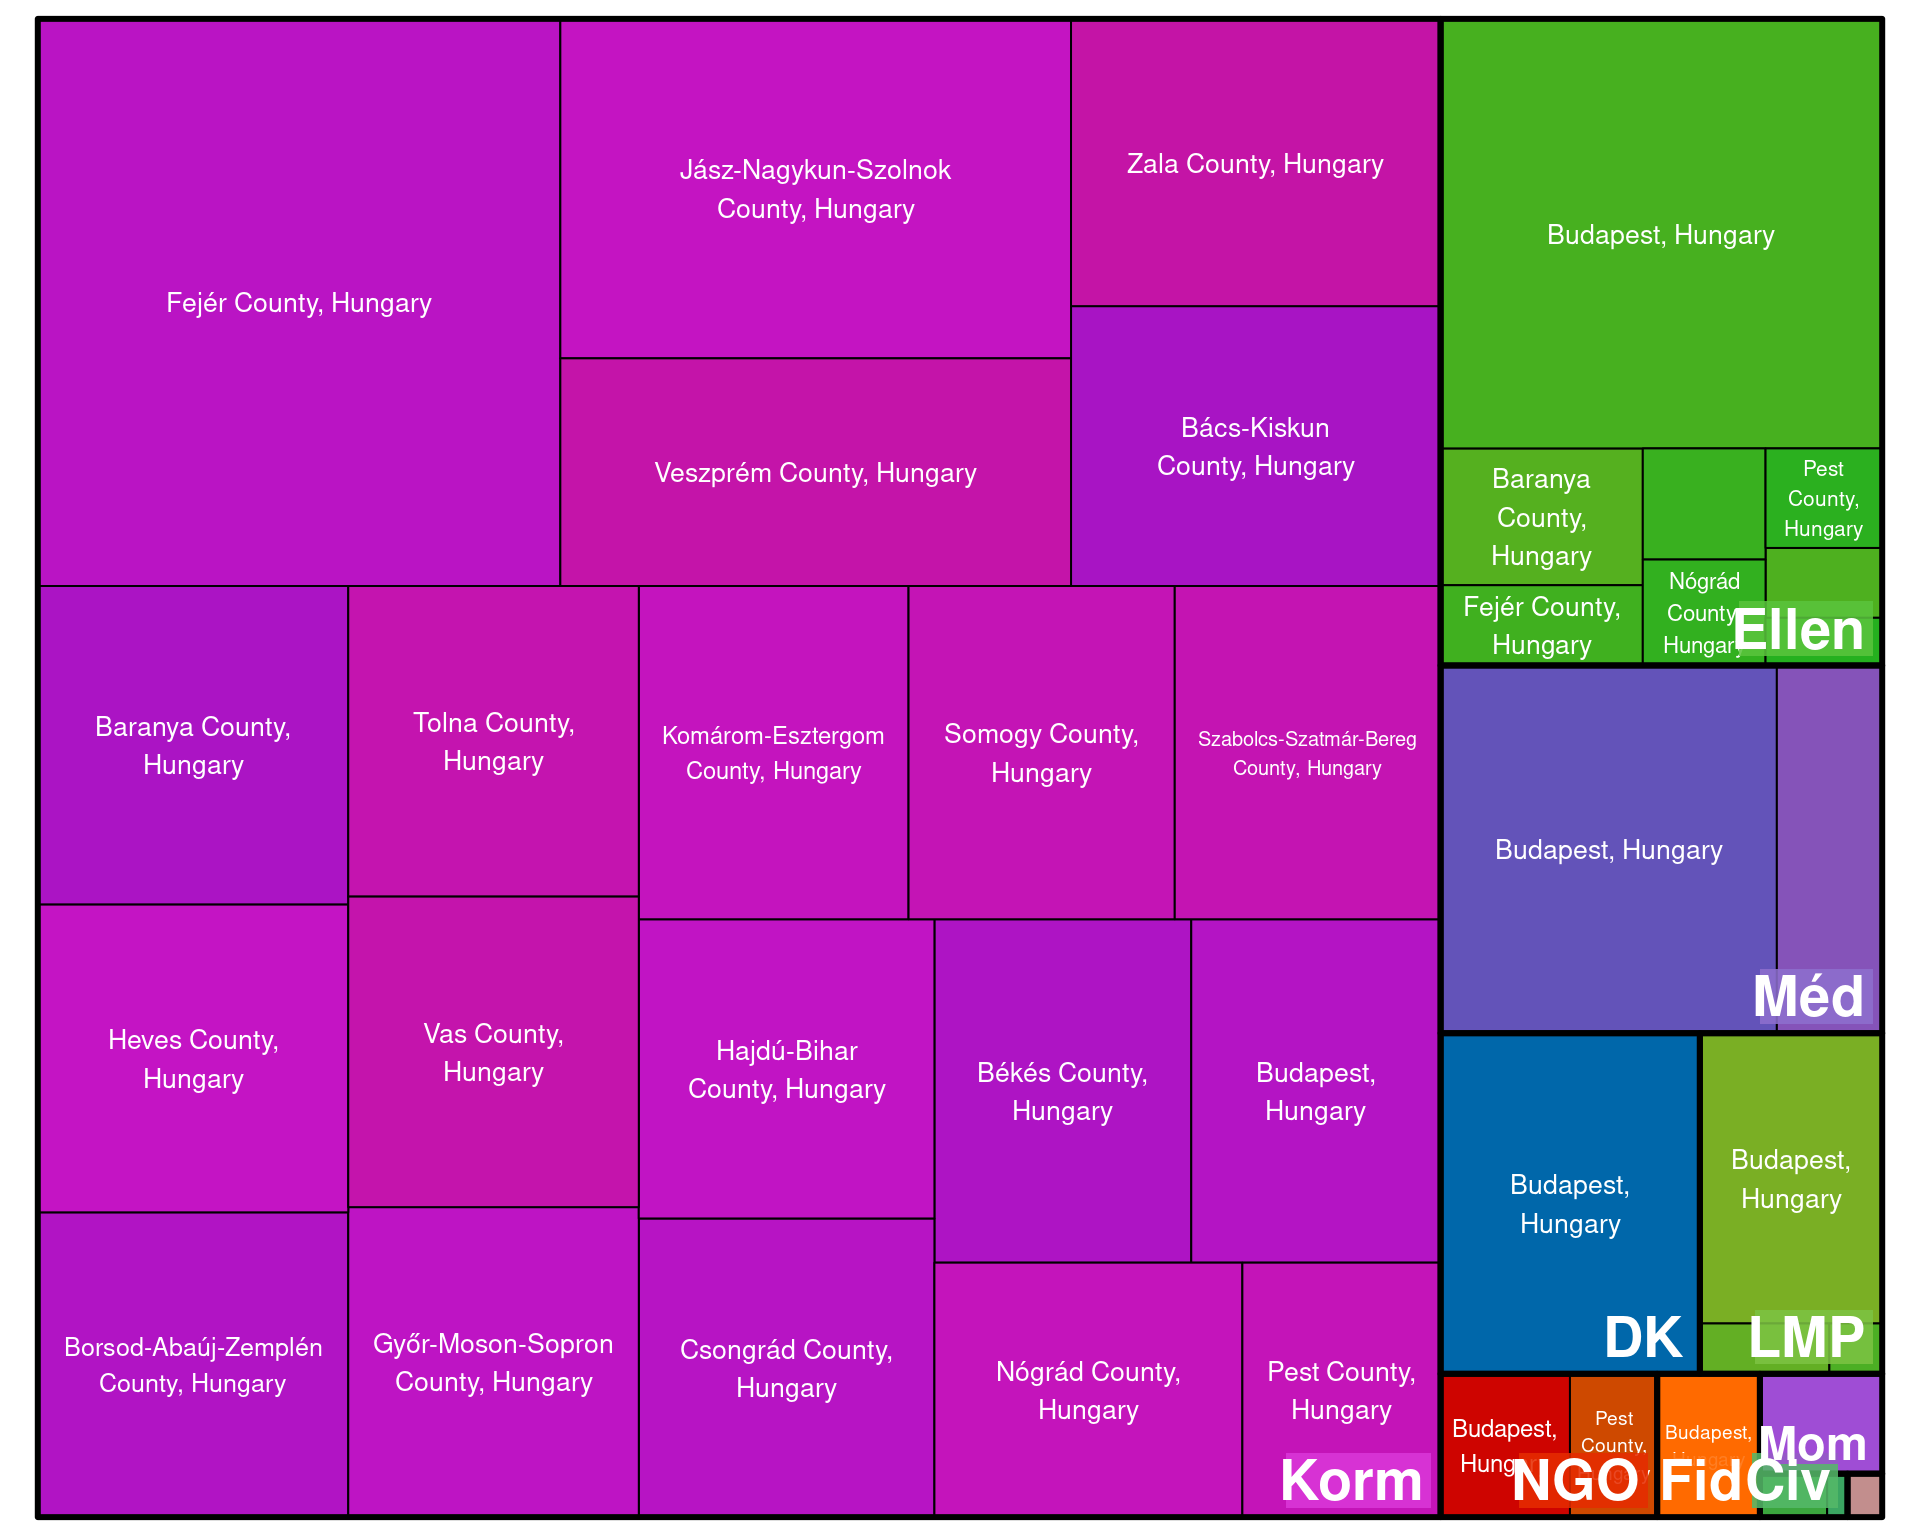 Fejér County, Hungary
Jász-Nagykun-Szolnok
County, Hungary
Zala County, Hungary
Veszprém County, Hungary
Bács-Kiskun
County, Hungary
Baranya County,
Hungary
Tolna County,
Hungary
Komárom-Esztergom
County, Hungary
Somogy County,
Hungary
Szabolcs-Szatmár-Bereg
County, Hungary
Heves County,
Hungary
Vas County,
Hungary
Hajdú-Bihar
County, Hungary
Békés County,
Hungary
Budapest,
Hungary
Borsod-Abaúj-Zemplén
County, Hungary
Győr-Moson-Sopron
County, Hungary
Csongrád County,
Hungary
Nógrád County,
Hungary
Pest County,
Hungary
Korm
Budapest, Hungary
Baranya
County,
Hungary
Pest
County,
Hungary
Fejér County,
Hungary
Nógrád
County,
Hungary
Ellen
Budapest, Hungary
Méd
Budapest,
Hungary
DK
Budapest,
Hungary
LMP
Budapest,
Hungary
Pest
County,
Hungary
NGO
Budapest,
Hungary
Fid
Mom
Civ